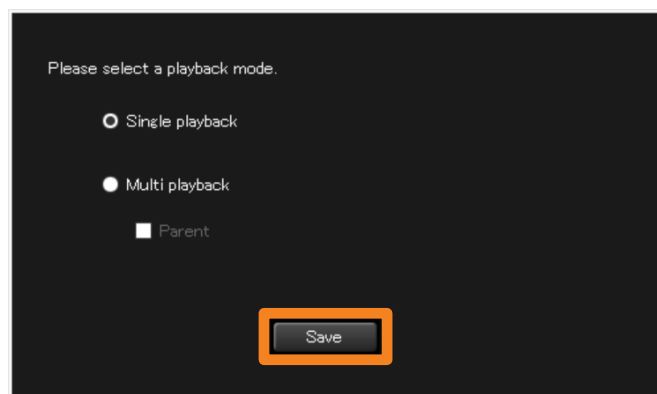 Please select a playback mode.
Single playback
Multi playback
Parent
Save